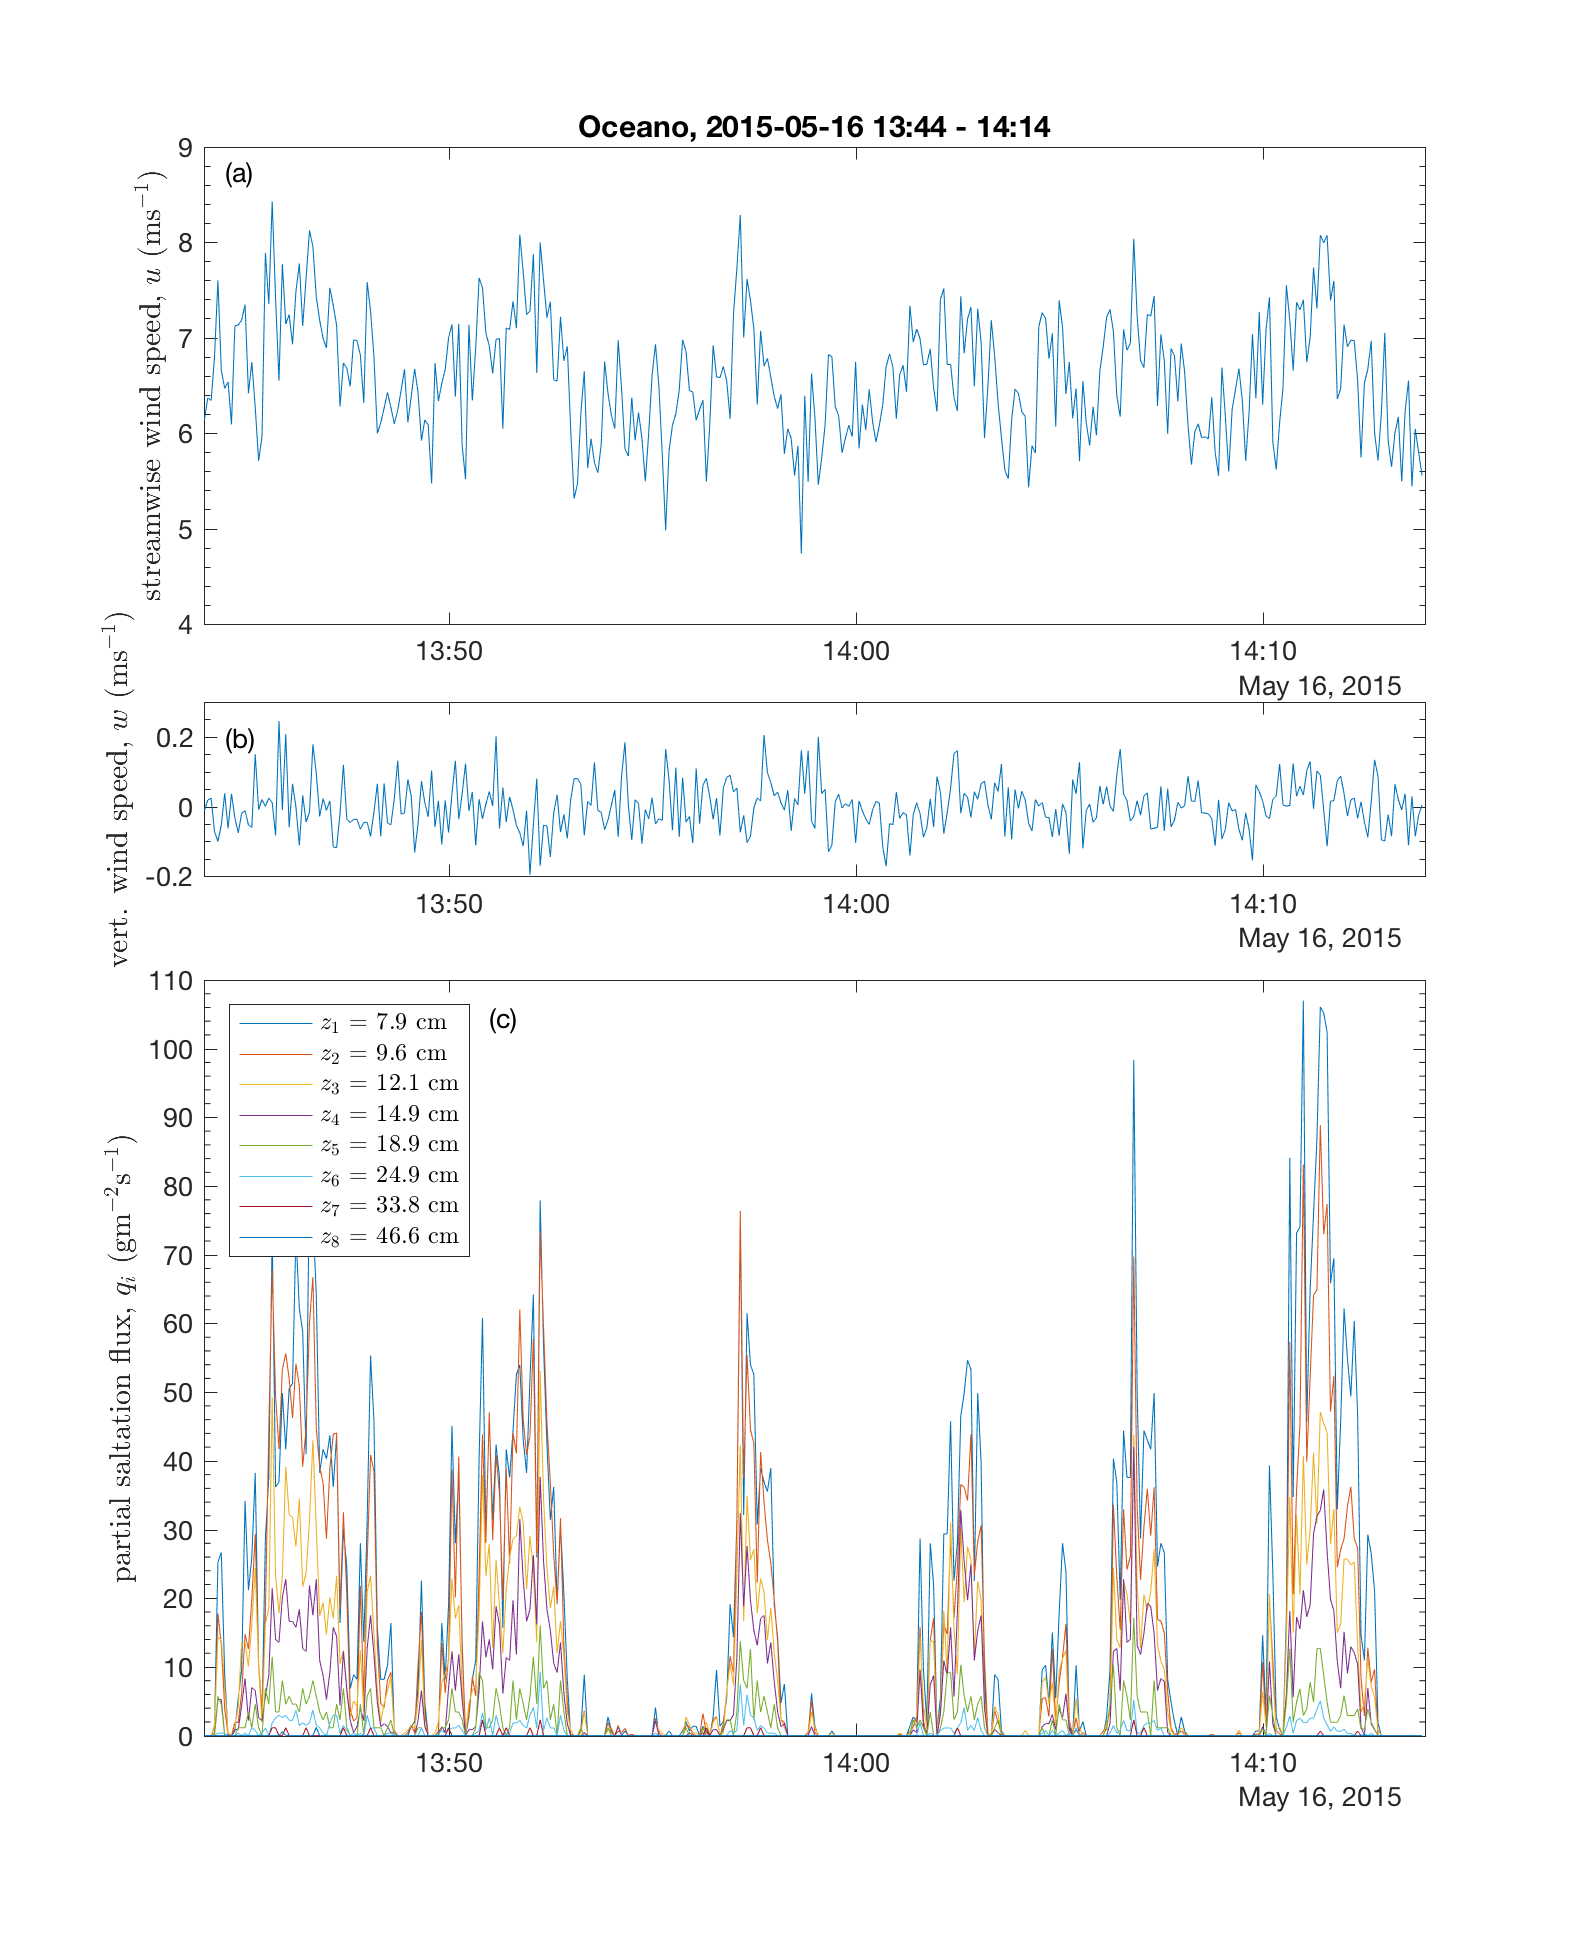 Oceano, 2015-05-16 13:44 - 14:14
(a)
streamwise wind speed, u (ms⁻¹)
9
8
7
6
5
4
13:50 14:00 14:10
May 16, 2015
(b)
vert. wind speed, w (ms⁻¹)
0.2
0
-0.2
13:50 14:00 14:10
May 16, 2015
(c)
partial saltation flux, qᵢ (gm⁻²s⁻¹)
110
100
90
80
70
60
50
40
30
20
10
0
z₁ = 7.9 cm
z₂ = 9.6 cm
z₃ = 12.1 cm
z₄ = 14.9 cm
z₅ = 18.9 cm
z₆ = 24.9 cm
z₇ = 33.8 cm
z₈ = 46.6 cm
13:50 14:00 14:10
May 16, 2015